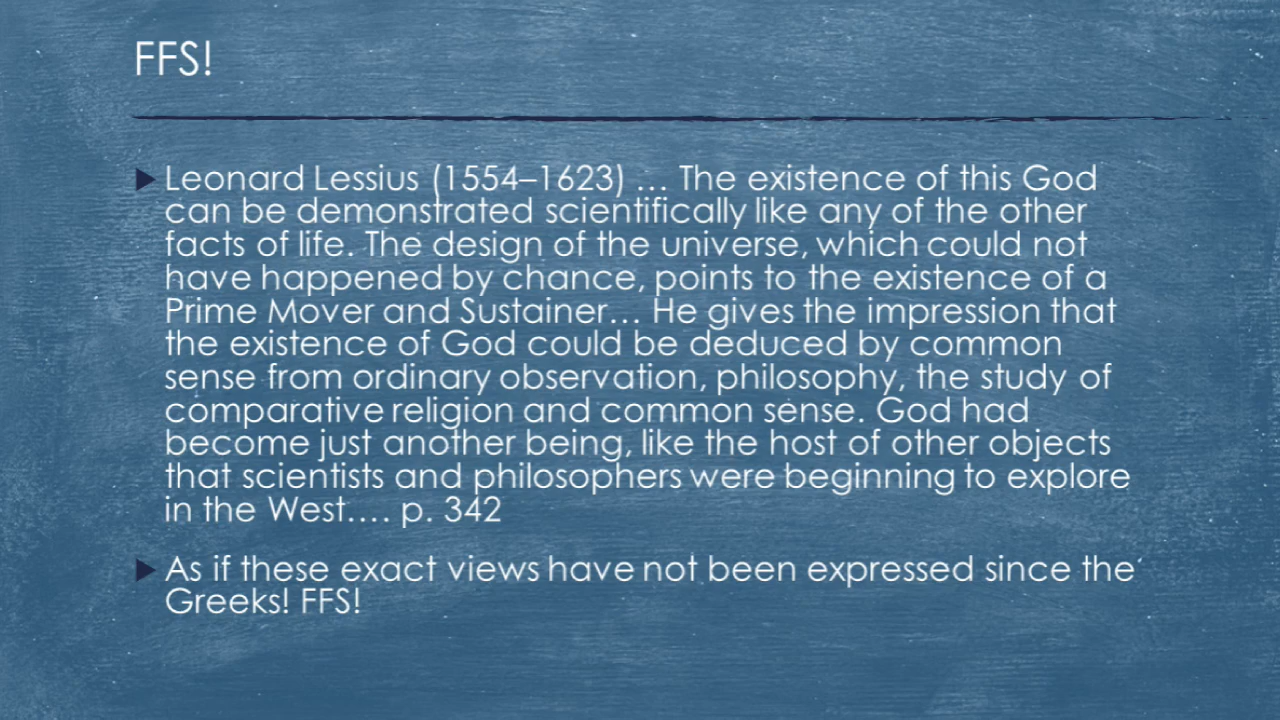 FFS!
Leonard Lessius (1554–1623) … The existence of this God
can be demonstrated scientifically like any of the other
facts of life. The design of the universe, which could not
have happened by chance, points to the existence of a
Prime Mover and Sustainer… He gives the impression that
the existence of God could be deduced by common
sense from ordinary observation, philosophy, the study of
comparative religion and common sense. God had
become just another being, like the host of other objects
that scientists and philosophers were beginning to explore
in the West…. p. 342
As if these exact views have not been expressed since the
Greeks! FFS!